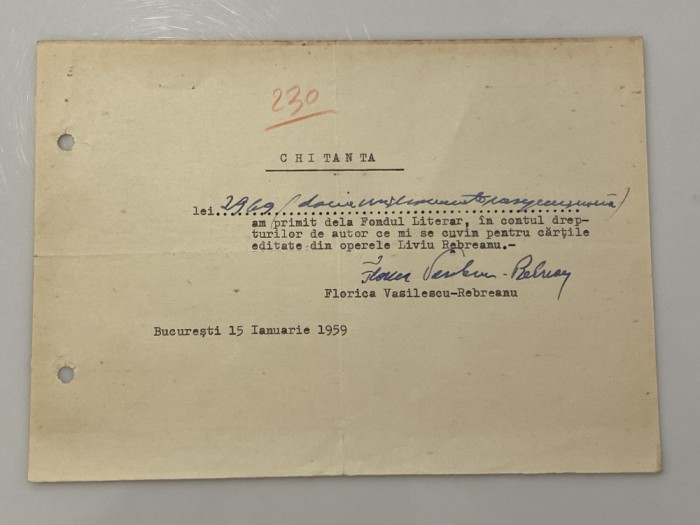 230
CHITANTA
lei 2969 (
am primit dela Fondul Literar, în contul drep-
turilor de autor ce mi se cuvin pentru cărțile
editate din operele Liviu Rebreanu.-
Florica Vasilescu-Rebreanu
București 15 Ianuarie 1959